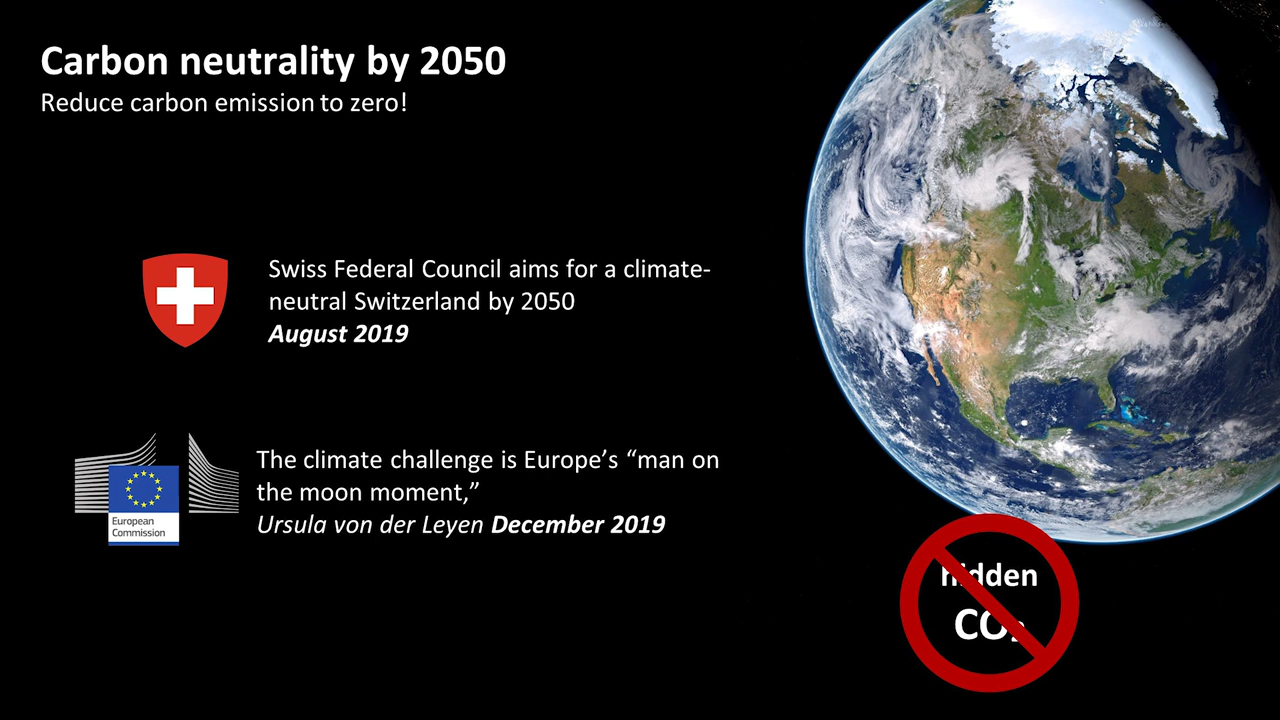 Carbon neutrality by 2050
Reduce carbon emission to zero!
Swiss Federal Council aims for a climate-
neutral Switzerland by 2050
August 2019
The climate challenge is Europe’s “man on
the moon moment,”
Ursula von der Leyen December 2019
European
Commission
hidden
CO₂